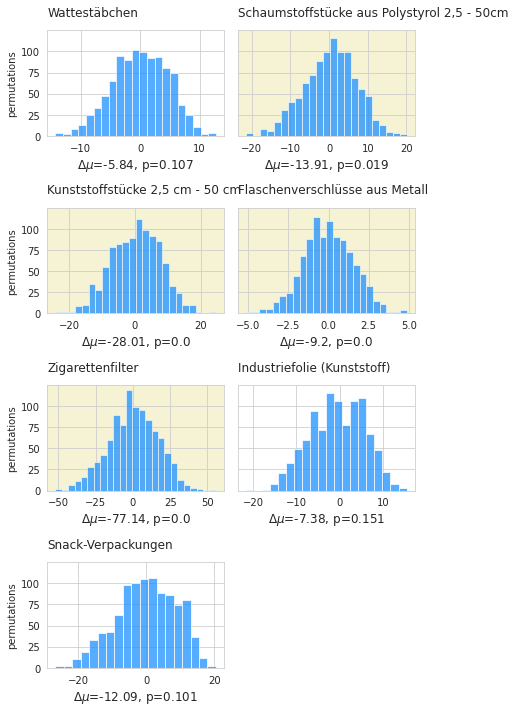 Wattestäbchen
Schaumstoffstücke aus Polystyrol 2,5 - 50cm
permutations
100
75
50
25
0
−10 0 10
−20 −10 0 10 20
Δμ=-5.84, p=0.107
Δμ=-13.91, p=0.019
Kunststoffstücke 2,5 cm - 50 cm
Flaschenverschlüsse aus Metall
permutations
100
75
50
25
0
−20 0 20
−5.0 −2.5 0.0 2.5 5.0
Δμ=-28.01, p=0.0
Δμ=-9.2, p=0.0
Zigarettenfilter
Industriefolie (Kunststoff)
permutations
100
75
50
25
0
−50 −25 0 25 50
−20 −10 0 10
Δμ=-77.14, p=0.0
Δμ=-7.38, p=0.151
Snack-Verpackungen
permutations
100
75
50
25
0
−20 0 20
Δμ=-12.09, p=0.101